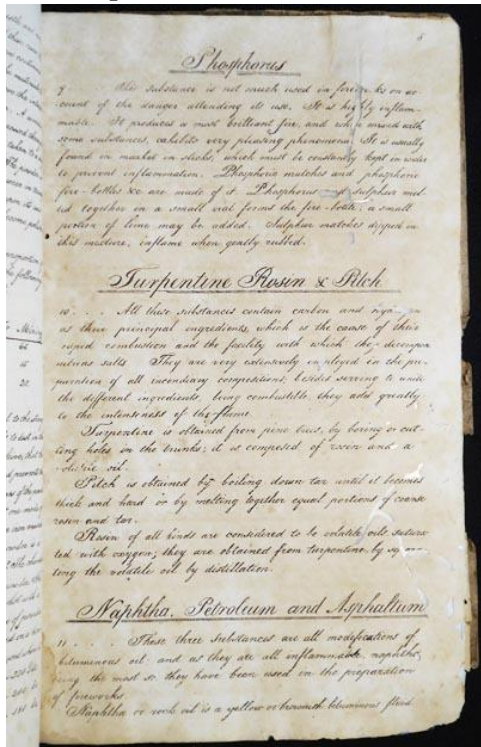 Phosphorus
9 this substance is not much used in fireworks on ac-
count of the danger attending its use. It is highly inflam-
mable. It produces a most brilliant fire, and when mixed with
some substances, exhibits very pleasing phenomena. It is usually
found in market in sticks, which must be constantly kept in water
to prevent inflammation. Phosphoric matches and phosphoric
fire-bottles &c are made of it. Phosphorus and sulphur mel-
ted together in a small vial forms the fire-bottle; a small
portion of lime may be added. Sulphur matches dipped in
this mixture, inflame when gently rubbed.
Turpentine Rosin & Pitch
10 . . . All these substances contain carbon and
as three principal ingredients, which is the cause of their
rapid combustion and the facility with which they decompose
nitrous salts They are very extensively employed in the pre-
paration of all incendiary compositions; besides serving to unite
the different ingredients, being combustible, they add greatly
to the intenseness of the flame.
Turpentine is obtained from pine trees, by boring or cut-
ting holes in the trunks; it is composed of rosin and a
volatile oil.
Pitch is obtained by boiling down tar until it becomes
thick and hard or by melting together equal portions of coarse
rosin and tar.
Rosin of all kinds are considered to be volatile oils satura-
ted with oxygen; they are obtained from turpentine, by
ting the volatile oil by distillation.
Naphtha, Petroleum and Asphaltum
11 . . . . These three substances are all modifications of
bituminous oil; and as they are all inflammable, naphtha,
being the most so, they have been used in the preparation
of fireworks.
Naphtha or rock oil is a yellow or brownish bituminous fluid